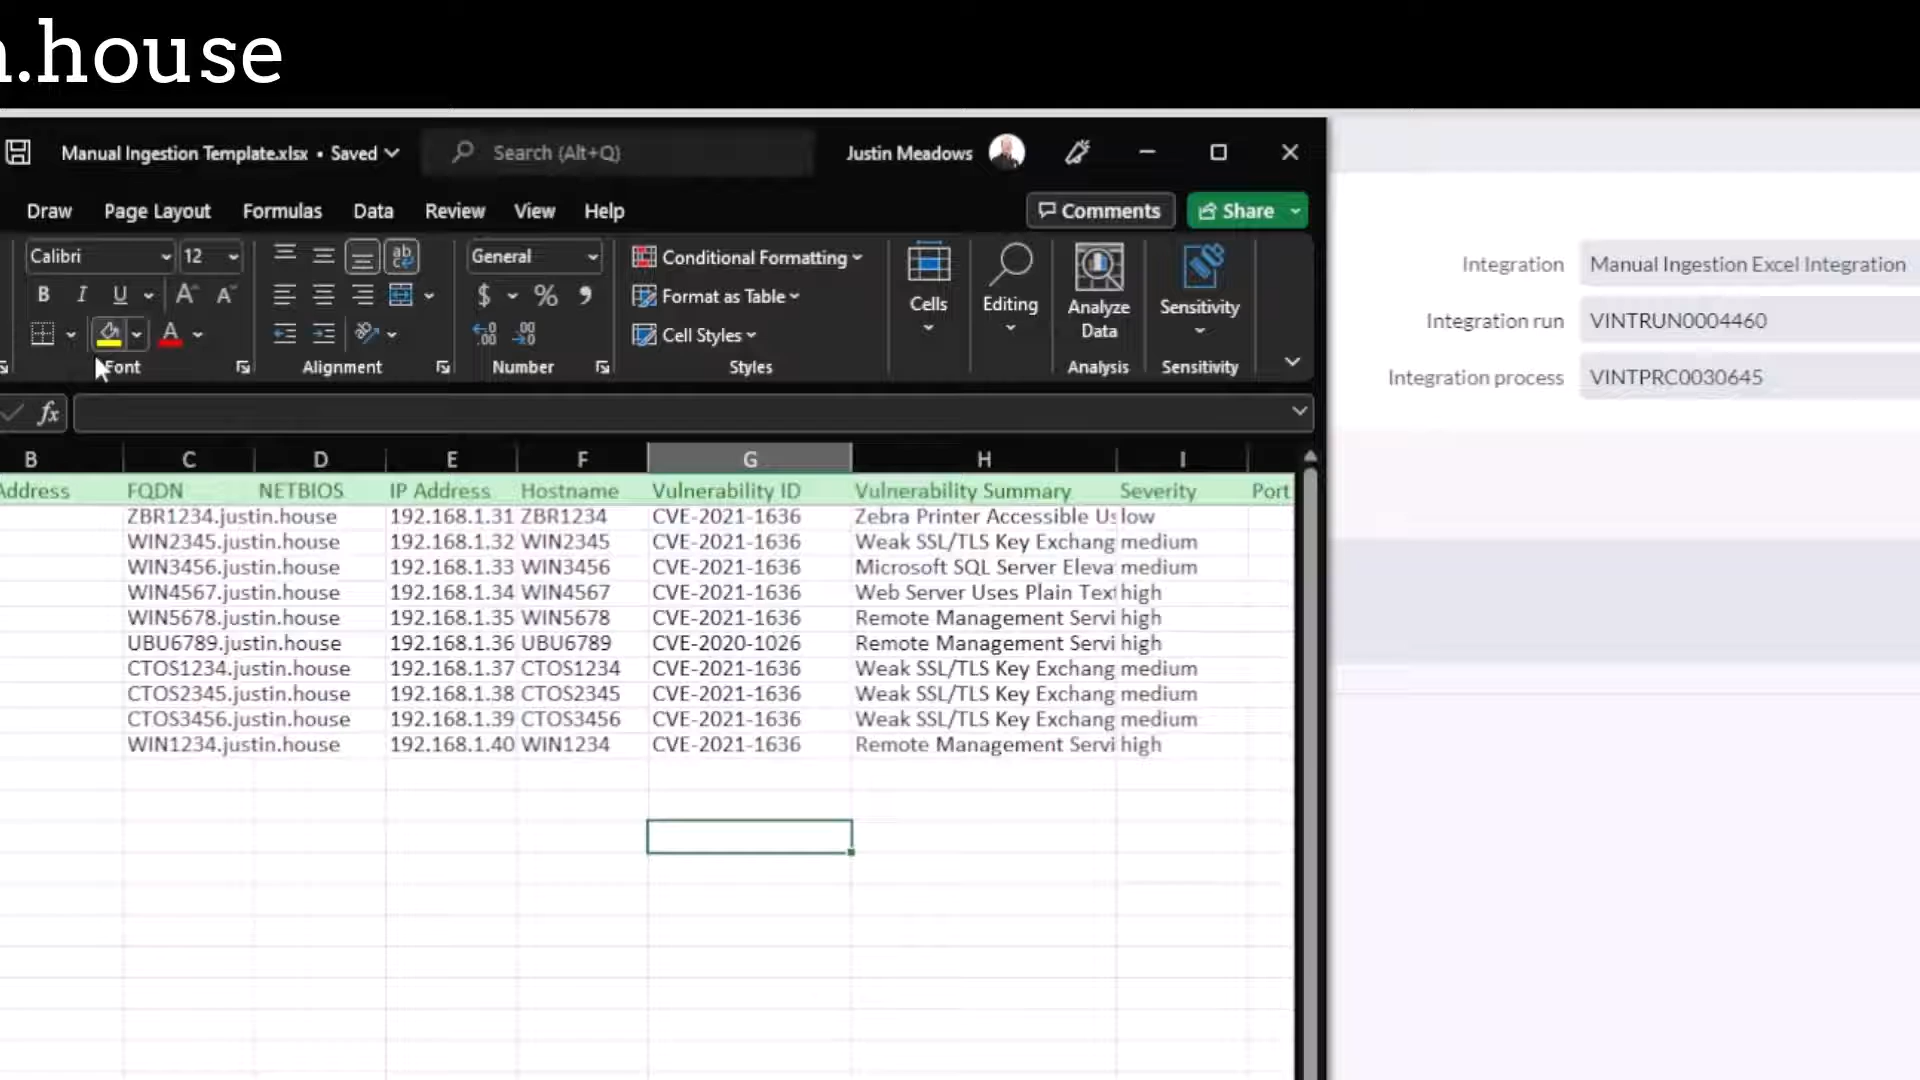 .house
Manual Ingestion Template.xlsx • Saved
Search (Alt+Q)
Justin Meadows
Draw Page Layout Formulas Data Review View Help
Comments Share
Calibri 12 General Conditional Formatting
B I U A A $ % 9 Format as Table
A ab Cell Styles
Cells Editing Analyze Data Sensitivity
Font Alignment Number Styles Analysis Sensitivity
fx
B C D E F G H I
Address FQDN NETBIOS IP Address Hostname Vulnerability ID Vulnerability Summary Severity Port
ZBR1234.justin.house 192.168.1.31 ZBR1234 CVE-2021-1636 Zebra Printer Accessible Us low
WIN2345.justin.house 192.168.1.32 WIN2345 CVE-2021-1636 Weak SSL/TLS Key Exchang medium
WIN3456.justin.house 192.168.1.33 WIN3456 CVE-2021-1636 Microsoft SQL Server Eleva medium
WIN4567.justin.house 192.168.1.34 WIN4567 CVE-2021-1636 Web Server Uses Plain Text high
WIN5678.justin.house 192.168.1.35 WIN5678 CVE-2021-1636 Remote Management Servi high
UBU6789.justin.house 192.168.1.36 UBU6789 CVE-2020-1026 Remote Management Servi high
CTOS1234.justin.house 192.168.1.37 CTOS1234 CVE-2021-1636 Weak SSL/TLS Key Exchang medium
CTOS2345.justin.house 192.168.1.38 CTOS2345 CVE-2021-1636 Weak SSL/TLS Key Exchang medium
CTOS3456.justin.house 192.168.1.39 CTOS3456 CVE-2021-1636 Weak SSL/TLS Key Exchang medium
WIN1234.justin.house 192.168.1.40 WIN1234 CVE-2021-1636 Remote Management Servi high
Integration Manual Ingestion Excel Integration
Integration run VINTRUN0004460
Integration process VINTPRC0030645